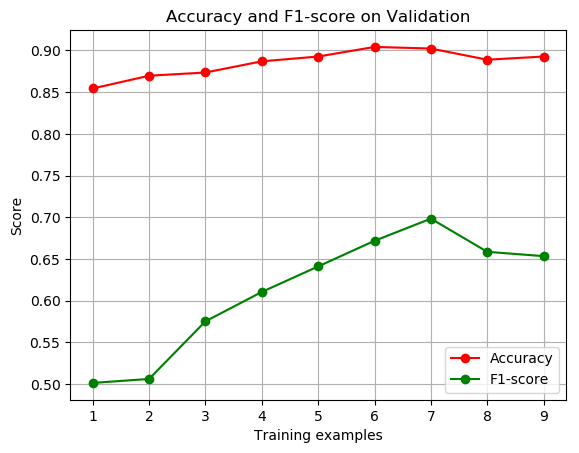 Accuracy and F1-score on Validation
0.90
0.85
0.80
0.75
0.70
0.65
0.60
0.55
0.50
Score
1 2 3 4 5 6 7 8 9
Training examples
Accuracy
F1-score